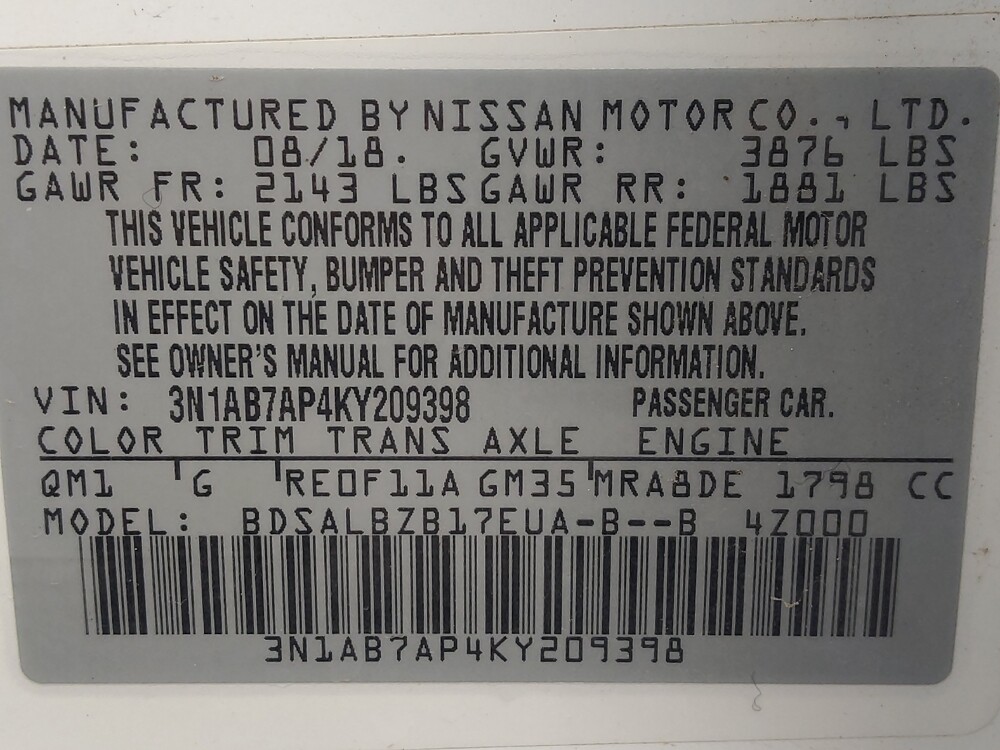 MANUFACTURED BY NISSAN MOTOR CO., LTD.
DATE: 08/18. GVWR: 3876 LBS
GAWR FR: 2143 LBS GAWR RR: 1881 LBS
THIS VEHICLE CONFORMS TO ALL APPLICABLE FEDERAL MOTOR
VEHICLE SAFETY, BUMPER AND THEFT PREVENTION STANDARDS
IN EFFECT ON THE DATE OF MANUFACTURE SHOWN ABOVE.
SEE OWNER'S MANUAL FOR ADDITIONAL INFORMATION.
VIN: 3N1AB7AP4KY209398 PASSENGER CAR.
COLOR TRIM TRANS AXLE ENGINE
QM1 G RE0F11A GM35 MRA8DE 1798 CC
MODEL: BDSALBZB17EUA-B--B 4Z000
3N1AB7AP4KY209398